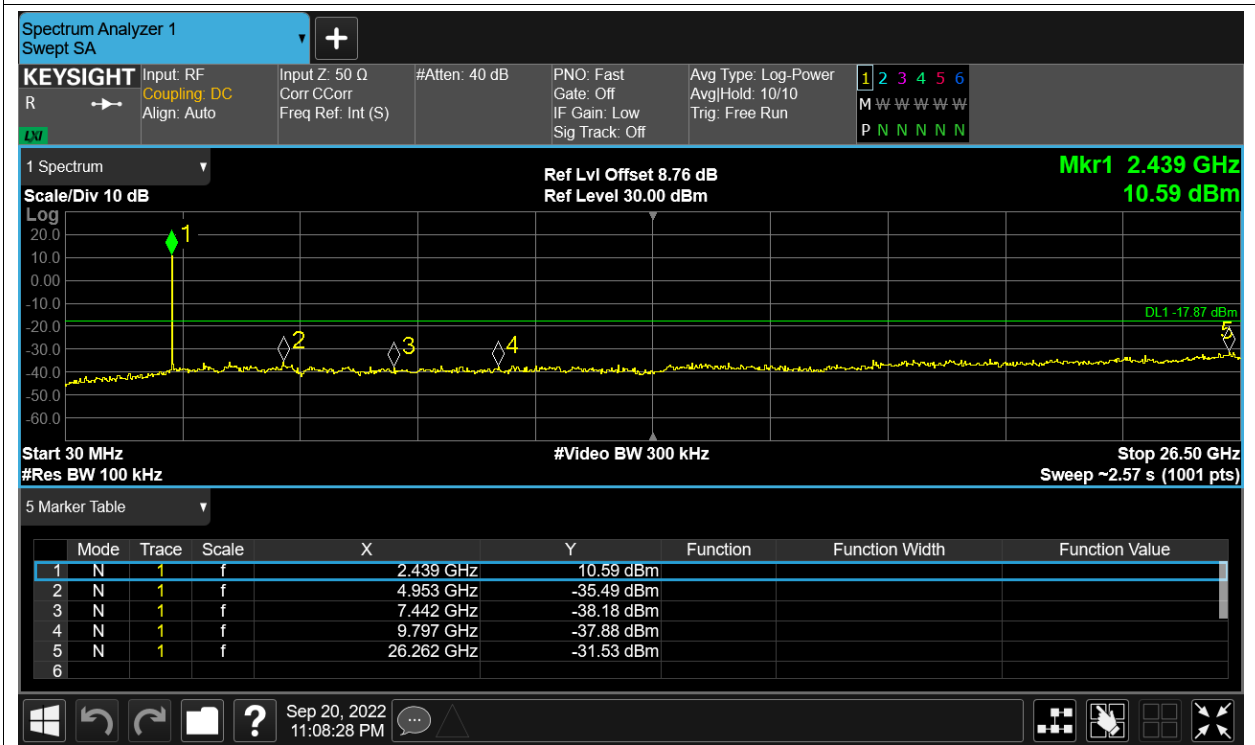 Spectrum Analyzer 1
Swept SA
KEYSIGHT Input: RF Input Z: 50 Ω #Atten: 40 dB PNO: Fast Avg Type: Log-Power 1 2 3 4 5 6
R Coupling: DC Corr CCorr Gate: Off Avg|Hold: 10/10 M W W W W W
Align: Auto Freq Ref: Int (S) IF Gain: Low Trig: Free Run
LXI Sig Track: Off P N N N N N
1 Spectrum Ref Lvl Offset 8.76 dB Mkr1 2.439 GHz
Scale/Div 10 dB Ref Level 30.00 dBm 10.59 dBm
Log
20.0 1
10.0
0.00
-10.0 DL1 -17.87 dBm
-20.0 2 3 4 5
-30.0
-40.0
-50.0
-60.0
Start 30 MHz #Video BW 300 kHz Stop 26.50 GHz
#Res BW 100 kHz Sweep ~2.57 s (1001 pts)
5 Marker Table
Mode Trace Scale X Y Function Function Width Function Value
1 N 1 f 2.439 GHz 10.59 dBm
2 N 1 f 4.953 GHz -35.49 dBm
3 N 1 f 7.442 GHz -38.18 dBm
4 N 1 f 9.797 GHz -37.88 dBm
5 N 1 f 26.262 GHz -31.53 dBm
6
? Sep 20, 2022
11:08:28 PM